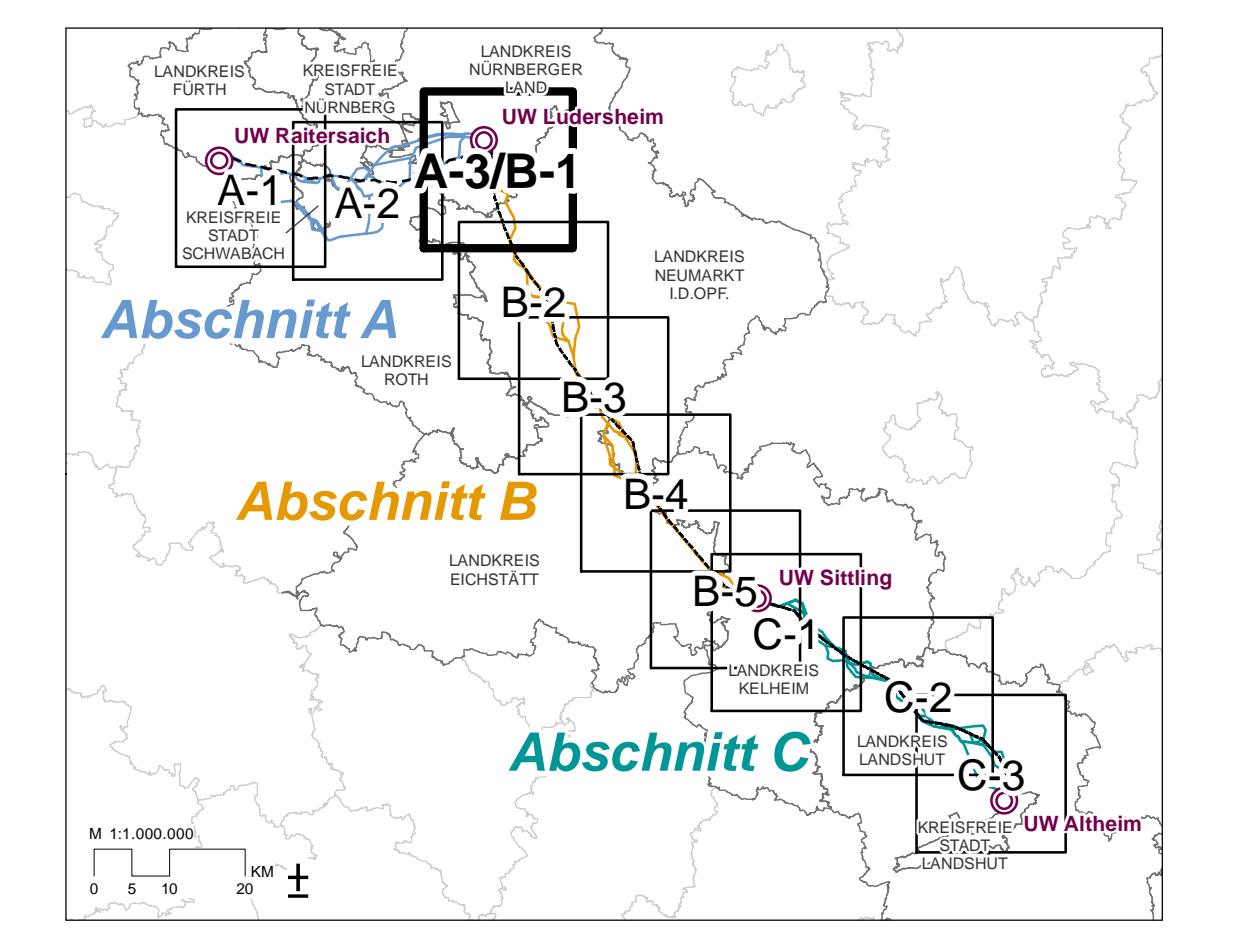 LANDKREIS
FÜRTH
KREISFREIE
STADT
NÜRNBERG
LANDKREIS
NÜRNBERGER
LAND
UW Raitersaich
UW Ludersheim
A-1
A-2
A-3/B-1
KREISFREIE
STADT
SCHWABACH
LANDKREIS
NEUMARKT
I.D.OPF.
Abschnitt A
B-2
LANDKREIS
ROTH
B-3
Abschnitt B
B-4
LANDKREIS
EICHSTÄTT
B-5
UW Sittling
C-1
LANDKREIS
KELHEIM
C-2
Abschnitt C
LANDKREIS
LANDSHUT
C-3
UW Altheim
KREISFREIE
STADT
LANDSHUT
M 1:1.000.000
KM
0 5 10 20